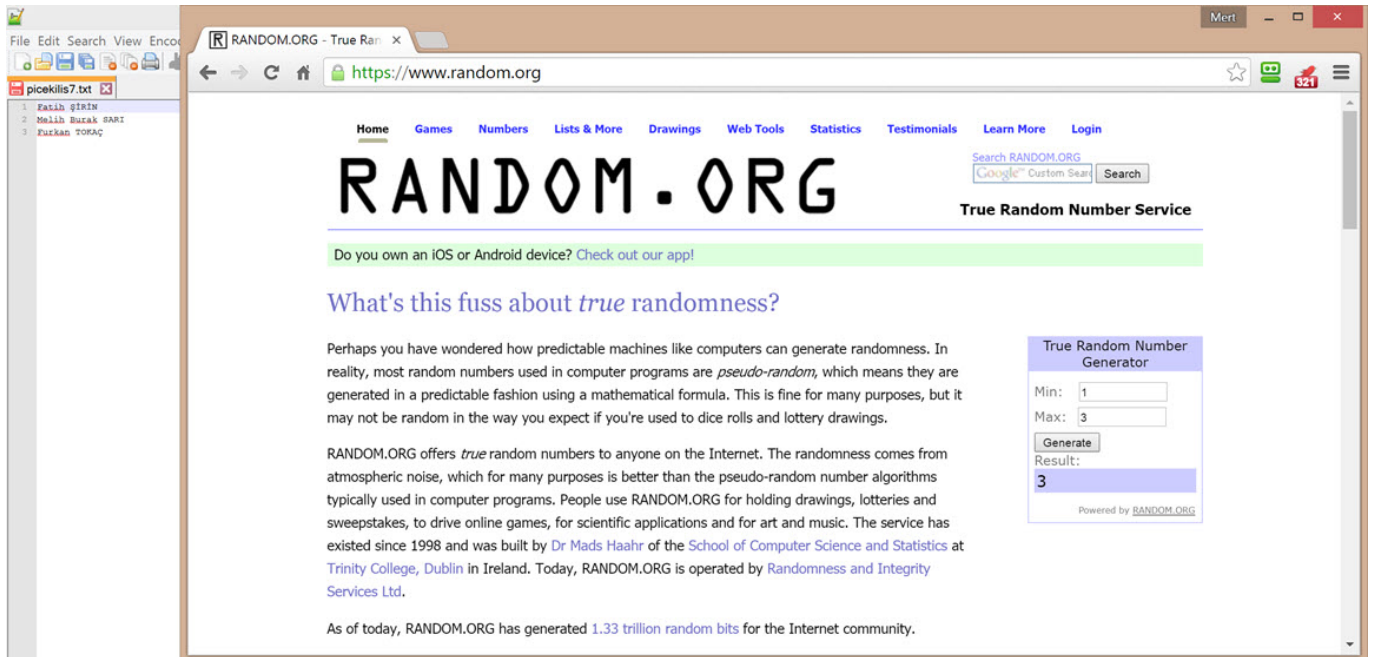 File Edit Search View Enco
picekilis7.txt
1 Fatih ŞİRİN
2 Melih Burak SARI
3 Furkan TOKAÇ
Mert
RANDOM.ORG - True Ran
https://www.random.org
321
Home Games Numbers Lists & More Drawings Web Tools Statistics Testimonials Learn More Login
RANDOM.ORG
Search RANDOM.ORG
Google™ Custom Search
Search
True Random Number Service
Do you own an iOS or Android device? Check out our app!
What's this fuss about true randomness?
Perhaps you have wondered how predictable machines like computers can generate randomness. In
reality, most random numbers used in computer programs are pseudo-random, which means they are
generated in a predictable fashion using a mathematical formula. This is fine for many purposes, but it
may not be random in the way you expect if you're used to dice rolls and lottery drawings.
RANDOM.ORG offers true random numbers to anyone on the Internet. The randomness comes from
atmospheric noise, which for many purposes is better than the pseudo-random number algorithms
typically used in computer programs. People use RANDOM.ORG for holding drawings, lotteries and
sweepstakes, to drive online games, for scientific applications and for art and music. The service has
existed since 1998 and was built by Dr Mads Haahr of the School of Computer Science and Statistics at
Trinity College, Dublin in Ireland. Today, RANDOM.ORG is operated by Randomness and Integrity
Services Ltd.
As of today, RANDOM.ORG has generated 1.33 trillion random bits for the Internet community.
True Random Number
Generator
Min: 1
Max: 3
Generate
Result:
3
Powered by RANDOM.ORG